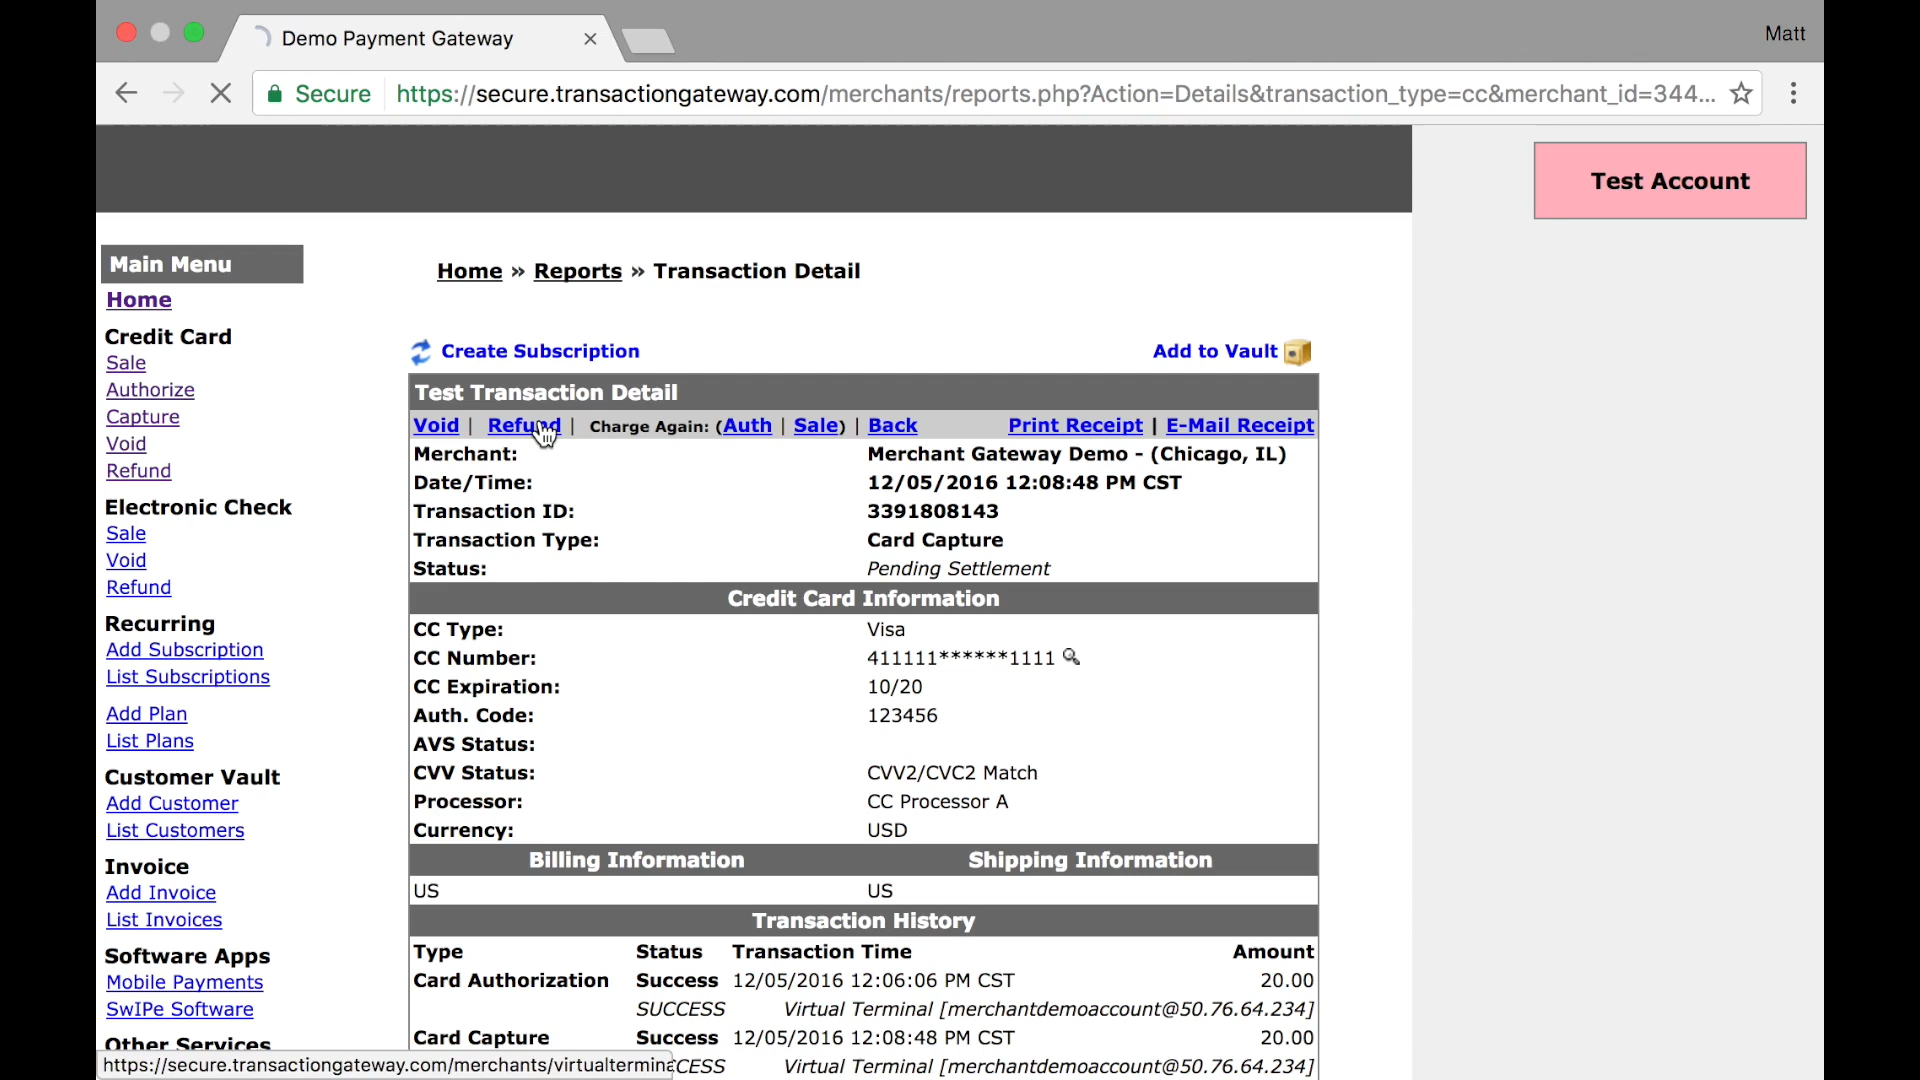 Demo Payment Gateway
Matt
Secure https://secure.transactiongateway.com/merchants/reports.php?Action=Details&transaction_type=cc&merchant_id=344...
Test Account
Main Menu
Home
Credit Card
Sale
Authorize
Capture
Void
Refund
Electronic Check
Sale
Void
Refund
Recurring
Add Subscription
List Subscriptions
Add Plan
List Plans
Customer Vault
Add Customer
List Customers
Invoice
Add Invoice
List Invoices
Software Apps
Mobile Payments
SwIPe Software
Other Services
Home » Reports » Transaction Detail
Create Subscription Add to Vault
Test Transaction Detail
Void | Refund | Charge Again: (Auth | Sale) | Back Print Receipt | E-Mail Receipt
Merchant: Merchant Gateway Demo - (Chicago, IL)
Date/Time: 12/05/2016 12:08:48 PM CST
Transaction ID: 3391808143
Transaction Type: Card Capture
Status: Pending Settlement
Credit Card Information
CC Type: Visa
CC Number: 411111******1111
CC Expiration: 10/20
Auth. Code: 123456
AVS Status:
CVV Status: CVV2/CVC2 Match
Processor: CC Processor A
Currency: USD
Billing Information Shipping Information
US US
Transaction History
Type Status Transaction Time Amount
Card Authorization Success 12/05/2016 12:06:06 PM CST 20.00
SUCCESS Virtual Terminal [merchantdemoaccount@50.76.64.234]
Card Capture Success 12/05/2016 12:08:48 PM CST 20.00
CESS Virtual Terminal [merchantdemoaccount@50.76.64.234]
https://secure.transactiongateway.com/merchants/virtualtermina